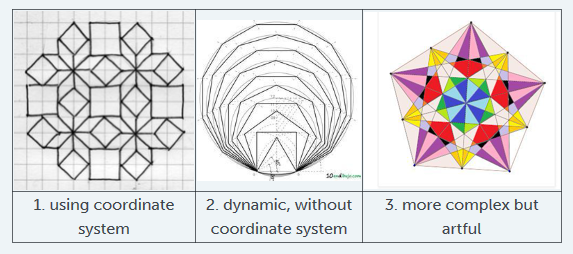 1. using coordinate
system
2. dynamic, without
coordinate system
3. more complex but
artful